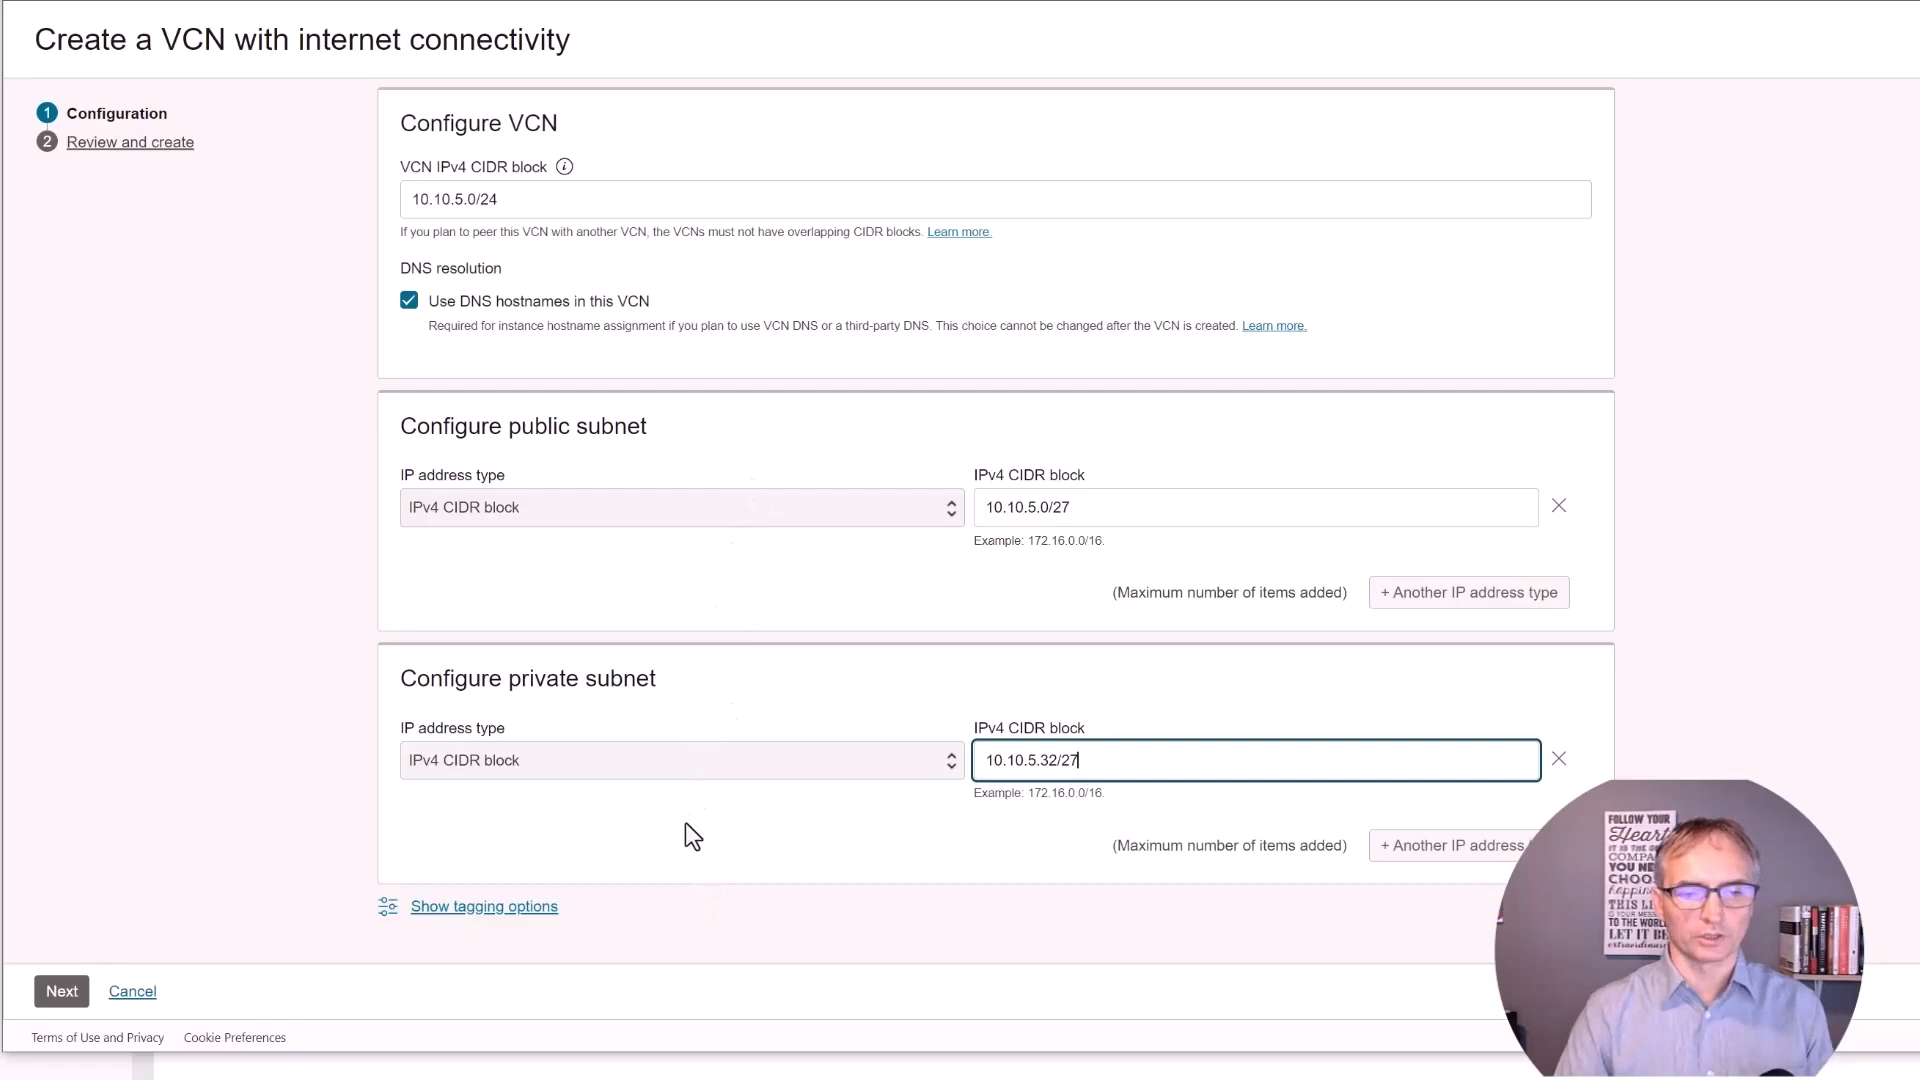 Create a VCN with internet connectivity
1 Configuration
2 Review and create
Configure VCN
VCN IPv4 CIDR block
10.10.5.0/24
If you plan to peer this VCN with another VCN, the VCNs must not have overlapping CIDR blocks. Learn more.
DNS resolution
Use DNS hostnames in this VCN
Required for instance hostname assignment if you plan to use VCN DNS or a third-party DNS. This choice cannot be changed after the VCN is created. Learn more.
Configure public subnet
IP address type
IPv4 CIDR block
IPv4 CIDR block
10.10.5.0/27
Example: 172.16.0.0/16.
(Maximum number of items added)
+ Another IP address type
Configure private subnet
IP address type
IPv4 CIDR block
IPv4 CIDR block
10.10.5.32/27
Example: 172.16.0.0/16.
(Maximum number of items added)
+ Another IP address
Show tagging options
Next
Cancel
Terms of Use and Privacy
Cookie Preferences
FOLLOW YOUR
Heart
IT IS THE
YOU
THIS
TO THE WORLD
LET IT BE